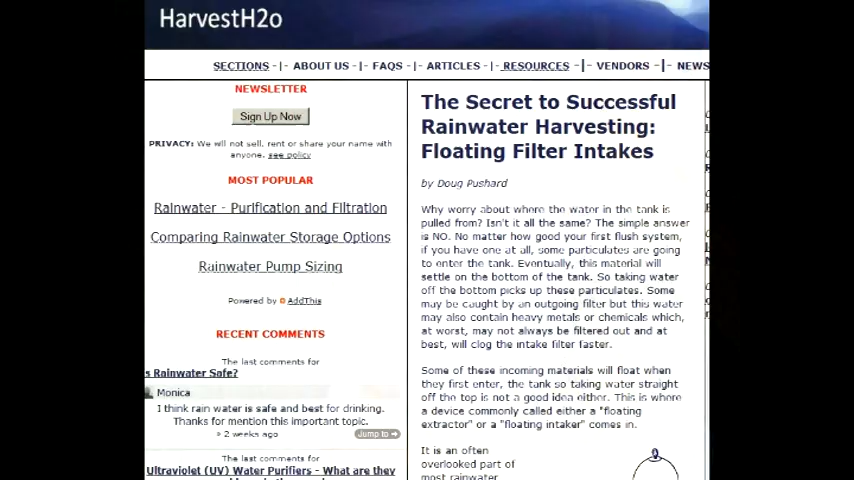 HarvestH2o
SECTIONS -|- ABOUT US -|- FAQS -|- ARTICLES -|- RESOURCES -|- VENDORS -|- NEWS
NEWSLETTER
Sign Up Now
PRIVACY: We will not sell, rent or share your name with
anyone. see policy
MOST POPULAR
Rainwater - Purification and Filtration
Comparing Rainwater Storage Options
Rainwater Pump Sizing
Powered by AddThis
RECENT COMMENTS
The last comments for
s Rainwater Safe?
Monica
I think rain water is safe and best for drinking.
Thanks for mention this important topic.
» 2 weeks ago
Jump to ➔
The last comments for
Ultraviolet (UV) Water Purifiers - What are they
The Secret to Successful
Rainwater Harvesting:
Floating Filter Intakes
by Doug Pushard
Why worry about where the water in the tank is
pulled from? Isn't it all the same? The simple answer
is NO. No matter how good your first flush system,
if you have one at all, some particulates are going
to enter the tank. Eventually, this material will
settle on the bottom of the tank. So taking water
off the bottom picks up these particulates. Some
may be caught by an outgoing filter but this water
may also contain heavy metals or chemicals which,
at worst, may not always be filtered out and at
best, will clog the intake filter faster.
Some of these incoming materials will float when
they first enter, the tank so taking water straight
off the top is not a good idea either. This is where
a device commonly called either a "floating
extractor" or a "floating intaker" comes in.
It is an often
overlooked part of
most rainwater